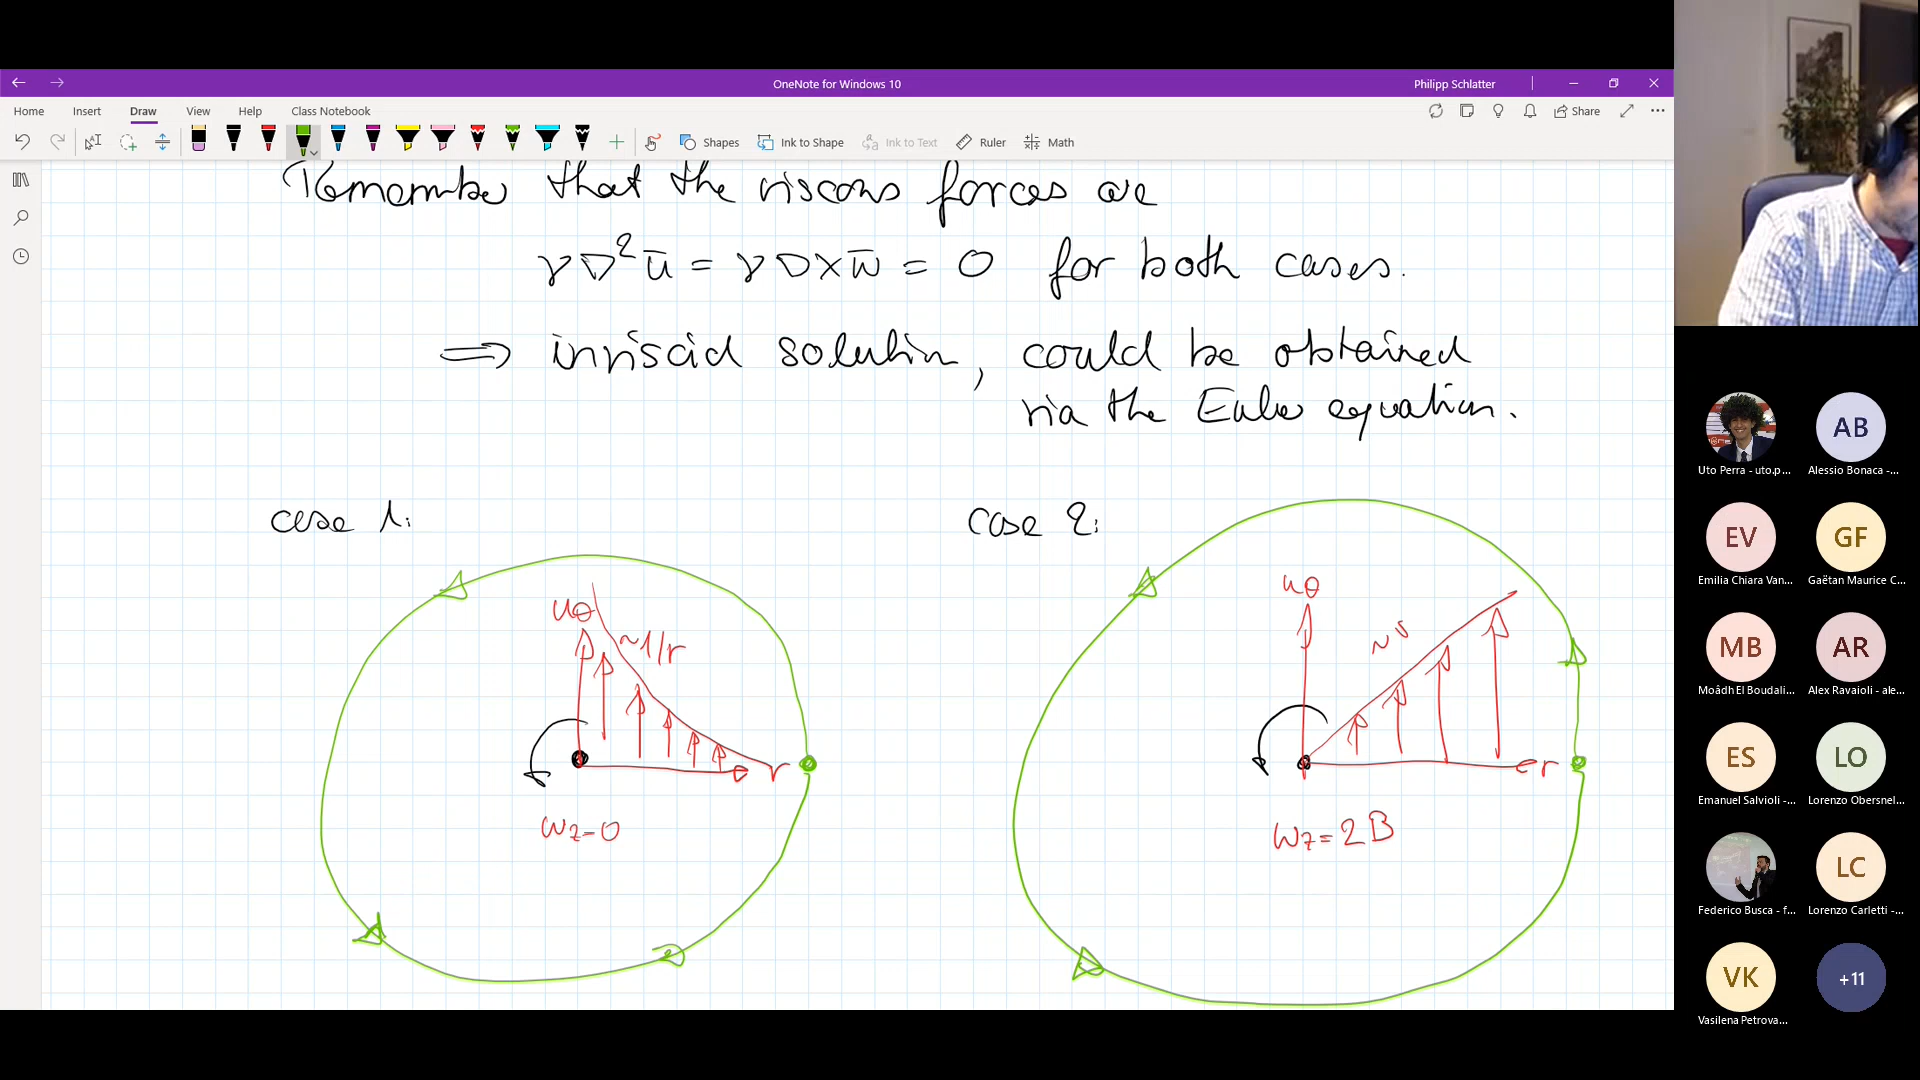 OneNote for Windows 10
Philipp Schlatter
Home Insert Draw View Help Class Notebook
Share
Shapes Ink to Shape Ink to Text Ruler Math
Remember that the viscous forces are
ν∇²ū = ν∇×ω̄ = 0 for both cases.
⇒ inviscid solution, could be obtained
via the Euler equation.
case 1:
case 2:
uθ
~1/r
r
ωz=0
uθ
~r
r
ωz=2B
AB
Uto Perra - uto.p...
Alessio Bonaca -...
EV
GF
Emilia Chiara Van...
Gaëtan Maurice C...
MB
AR
Moâdh El Boudali...
Alex Ravaioli - ale...
ES
LO
Emanuel Salvioli -...
Lorenzo Obersnel...
LC
Federico Busca - f...
Lorenzo Carletti -...
VK
+11
Vasilena Petrova...